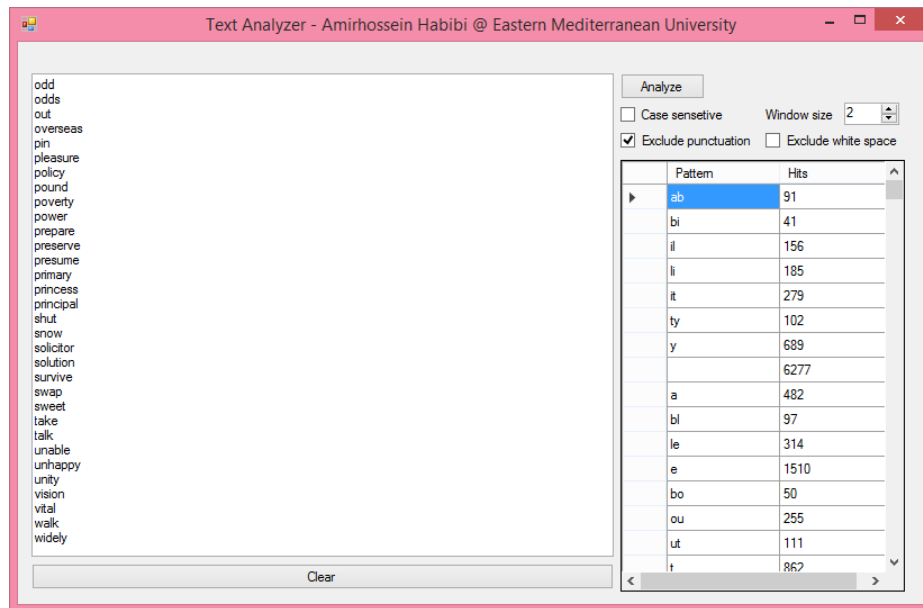 Text Analyzer - Amirhossein Habibi @ Eastern Mediterranean University
odd
odds
out
overseas
pin
pleasure
policy
pound
poverty
power
prepare
preserve
presume
primary
princess
principal
shut
snow
solicitor
solution
survive
swap
sweet
take
talk
unable
unhappy
unity
vision
vital
walk
widely
Clear
Analyze
Case sensetive Window size 2
Exclude punctuation Exclude white space
Pattern Hits
ab 91
bi 41
il 156
li 185
it 279
ty 102
y 689
6277
a 482
bl 97
le 314
e 1510
bo 50
ou 255
ut 111
t 862